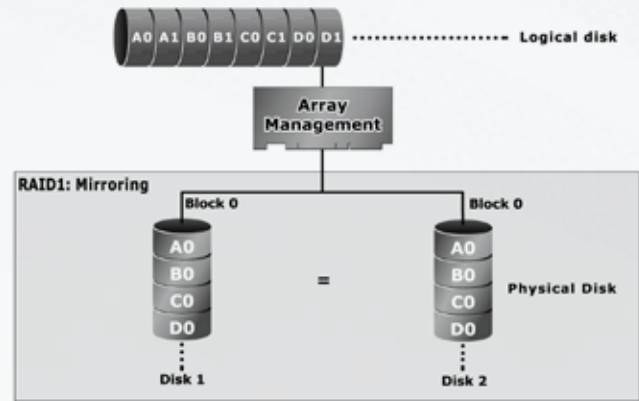 A0 A1 B0 B1 C0 C1 D0 D1 Logical disk
Array
Management
RAID1: Mirroring
Block 0 Block 0
A0 A0
B0 = B0
C0 C0 Physical Disk
D0 D0
Disk 1 Disk 2